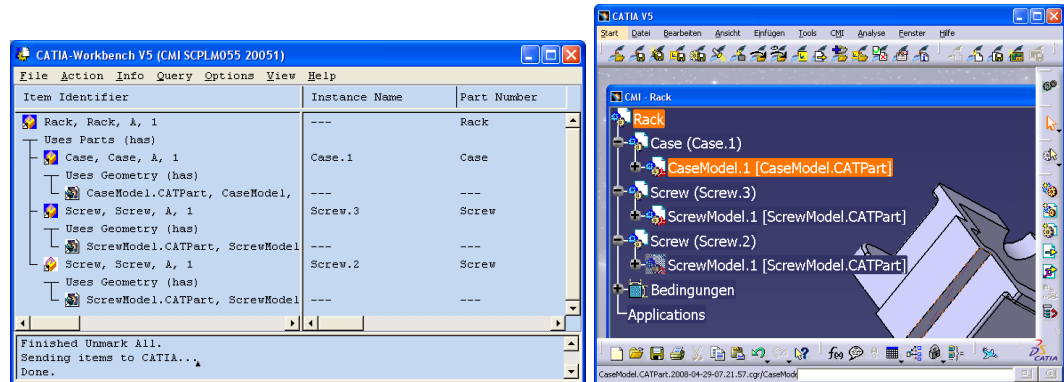 CATIA-Workbench V5 (CMI SCPLM055 20051)
File Action Info Query Options View Help
Item Identifier Instance Name Part Number
Rack, Rack, A, 1 --- Rack
Uses Parts (has)
Case, Case, A, 1 Case.1 Case
Uses Geometry (has)
CaseModel.CATPart, CaseModel, --- ---
Screw, Screw, A, 1 Screw.3 Screw
Uses Geometry (has)
ScrewModel.CATPart, ScrewModel --- ---
Screw, Screw, A, 1 Screw.2 Screw
Uses Geometry (has)
ScrewModel.CATPart, ScrewModel --- ---
Finished Unmark All.
Sending items to CATIA...
Done.
CATIA V5
Start Datei Bearbeiten Ansicht Einfügen Tools CMI Analyse Fenster Hilfe
CMI - Rack
Rack
Case (Case.1)
CaseModel.1 [CaseModel.CATPart]
Screw (Screw.3)
ScrewModel.1 [ScrewModel.CATPart]
Screw (Screw.2)
ScrewModel.1 [ScrewModel.CATPart]
Bedingungen
Applications
CATIA
CaseModel.CATPart.2008-04-29-07.21.57.cgr/CaseMode